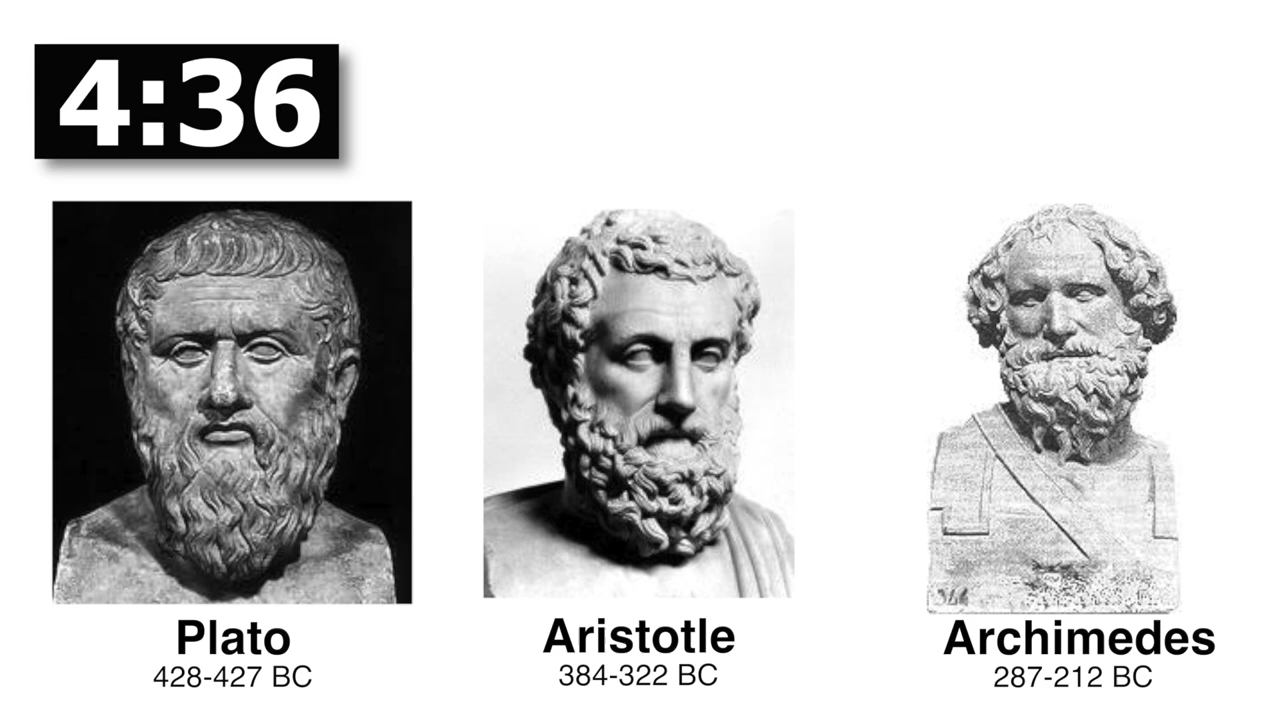 4:36
Plato
428-427 BC
Aristotle
384-322 BC
Archimedes
287-212 BC